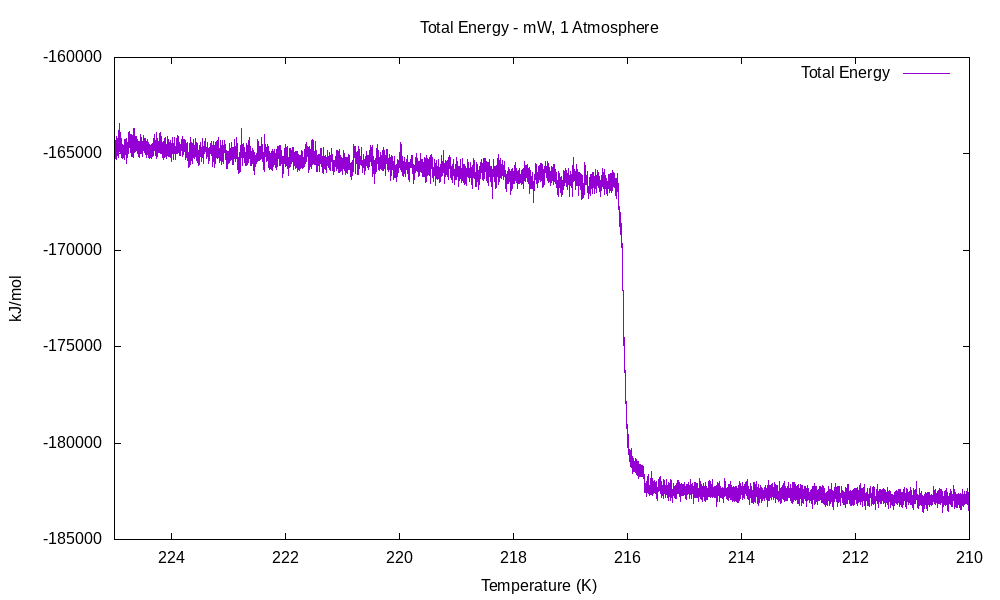 Total Energy - mW, 1 Atmosphere
Total Energy
-160000
-165000
-170000
-175000
-180000
-185000
kJ/mol
224 222 220 218 216 214 212 210
Temperature (K)